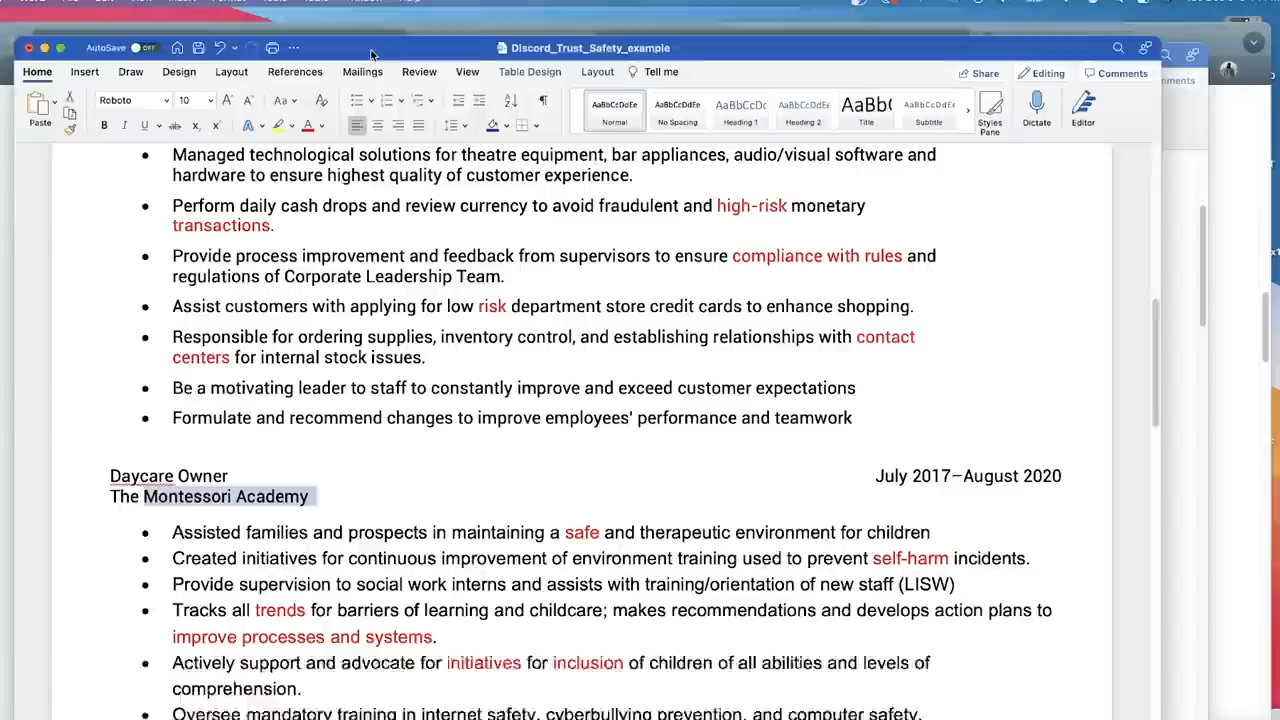 AutoSave OFF Discord_Trust_Safety_example
Home Insert Draw Design Layout References Mailings Review View Table Design Layout Tell me Share Editing Comments
Paste Roboto 10 AaBbCcDdEe Normal AaBbCcDdEe No Spacing AaBbCcDc Heading 1 AaBbCcDdEe Heading 2 AaBb( Title AaBbCcDdEe Subtitle Styles Pane Dictate Editor
• Managed technological solutions for theatre equipment, bar appliances, audio/visual software and
hardware to ensure highest quality of customer experience.
• Perform daily cash drops and review currency to avoid fraudulent and high-risk monetary
transactions.
• Provide process improvement and feedback from supervisors to ensure compliance with rules and
regulations of Corporate Leadership Team.
• Assist customers with applying for low risk department store credit cards to enhance shopping.
• Responsible for ordering supplies, inventory control, and establishing relationships with contact
centers for internal stock issues.
• Be a motivating leader to staff to constantly improve and exceed customer expectations
• Formulate and recommend changes to improve employees' performance and teamwork
Daycare Owner July 2017–August 2020
The Montessori Academy
• Assisted families and prospects in maintaining a safe and therapeutic environment for children
• Created initiatives for continuous improvement of environment training used to prevent self-harm incidents.
• Provide supervision to social work interns and assists with training/orientation of new staff (LISW)
• Tracks all trends for barriers of learning and childcare; makes recommendations and develops action plans to
improve processes and systems.
• Actively support and advocate for initiatives for inclusion of children of all abilities and levels of
comprehension.
• Oversee mandatory training in internet safety, cyberbullying prevention, and computer safety.